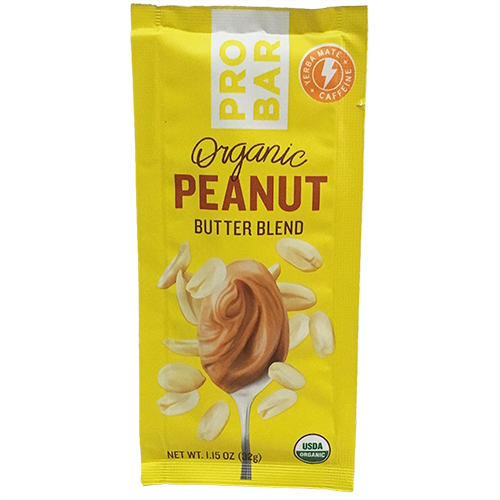 PRO
BAR
YERBA MATE +
CAFFEINE +
Organic
PEANUT
BUTTER BLEND
NET WT. 1.15 OZ (32g)
USDA
ORGANIC